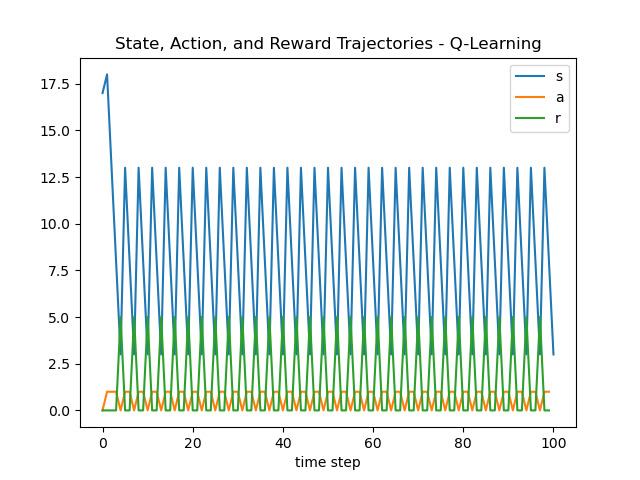 State, Action, and Reward Trajectories - Q-Learning
s
a
r
17.5
15.0
12.5
10.0
7.5
5.0
2.5
0.0
0 20 40 60 80 100
time step